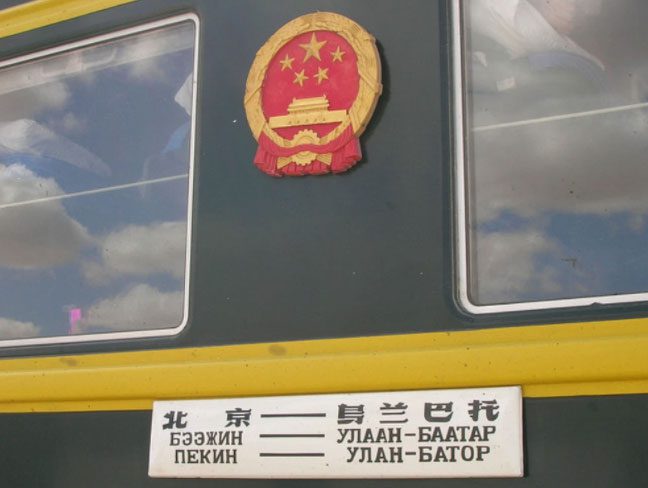 北京——乌兰巴托
БЭЭЖИН — УЛААН-БААТАР
ПЕКИН — УЛАН-БАТОР